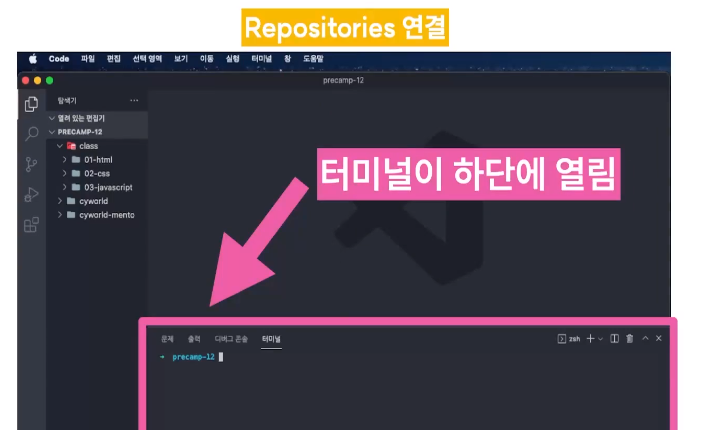 Repositories 연결
Code 파일 편집 선택 영역 보기 이동 실행 터미널 창 도움말
precamp-12
탐색기
열려 있는 편집기
PRECAMP-12
class
01-html
02-css
03-javascript
cyworld
cyworld-mento
터미널이 하단에 열림
문제 출력 디버그 콘솔 터미널 zsh
→ precamp-12